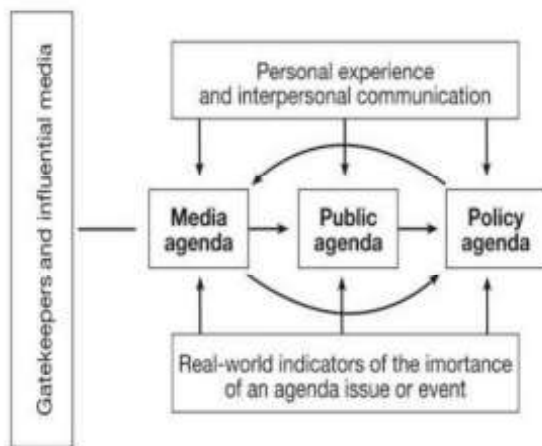 Gatekeepers and influential media
Personal experience
and interpersonal communication
Media
agenda
Public
agenda
Policy
agenda
Real-world indicators of the imortance
of an agenda issue or event